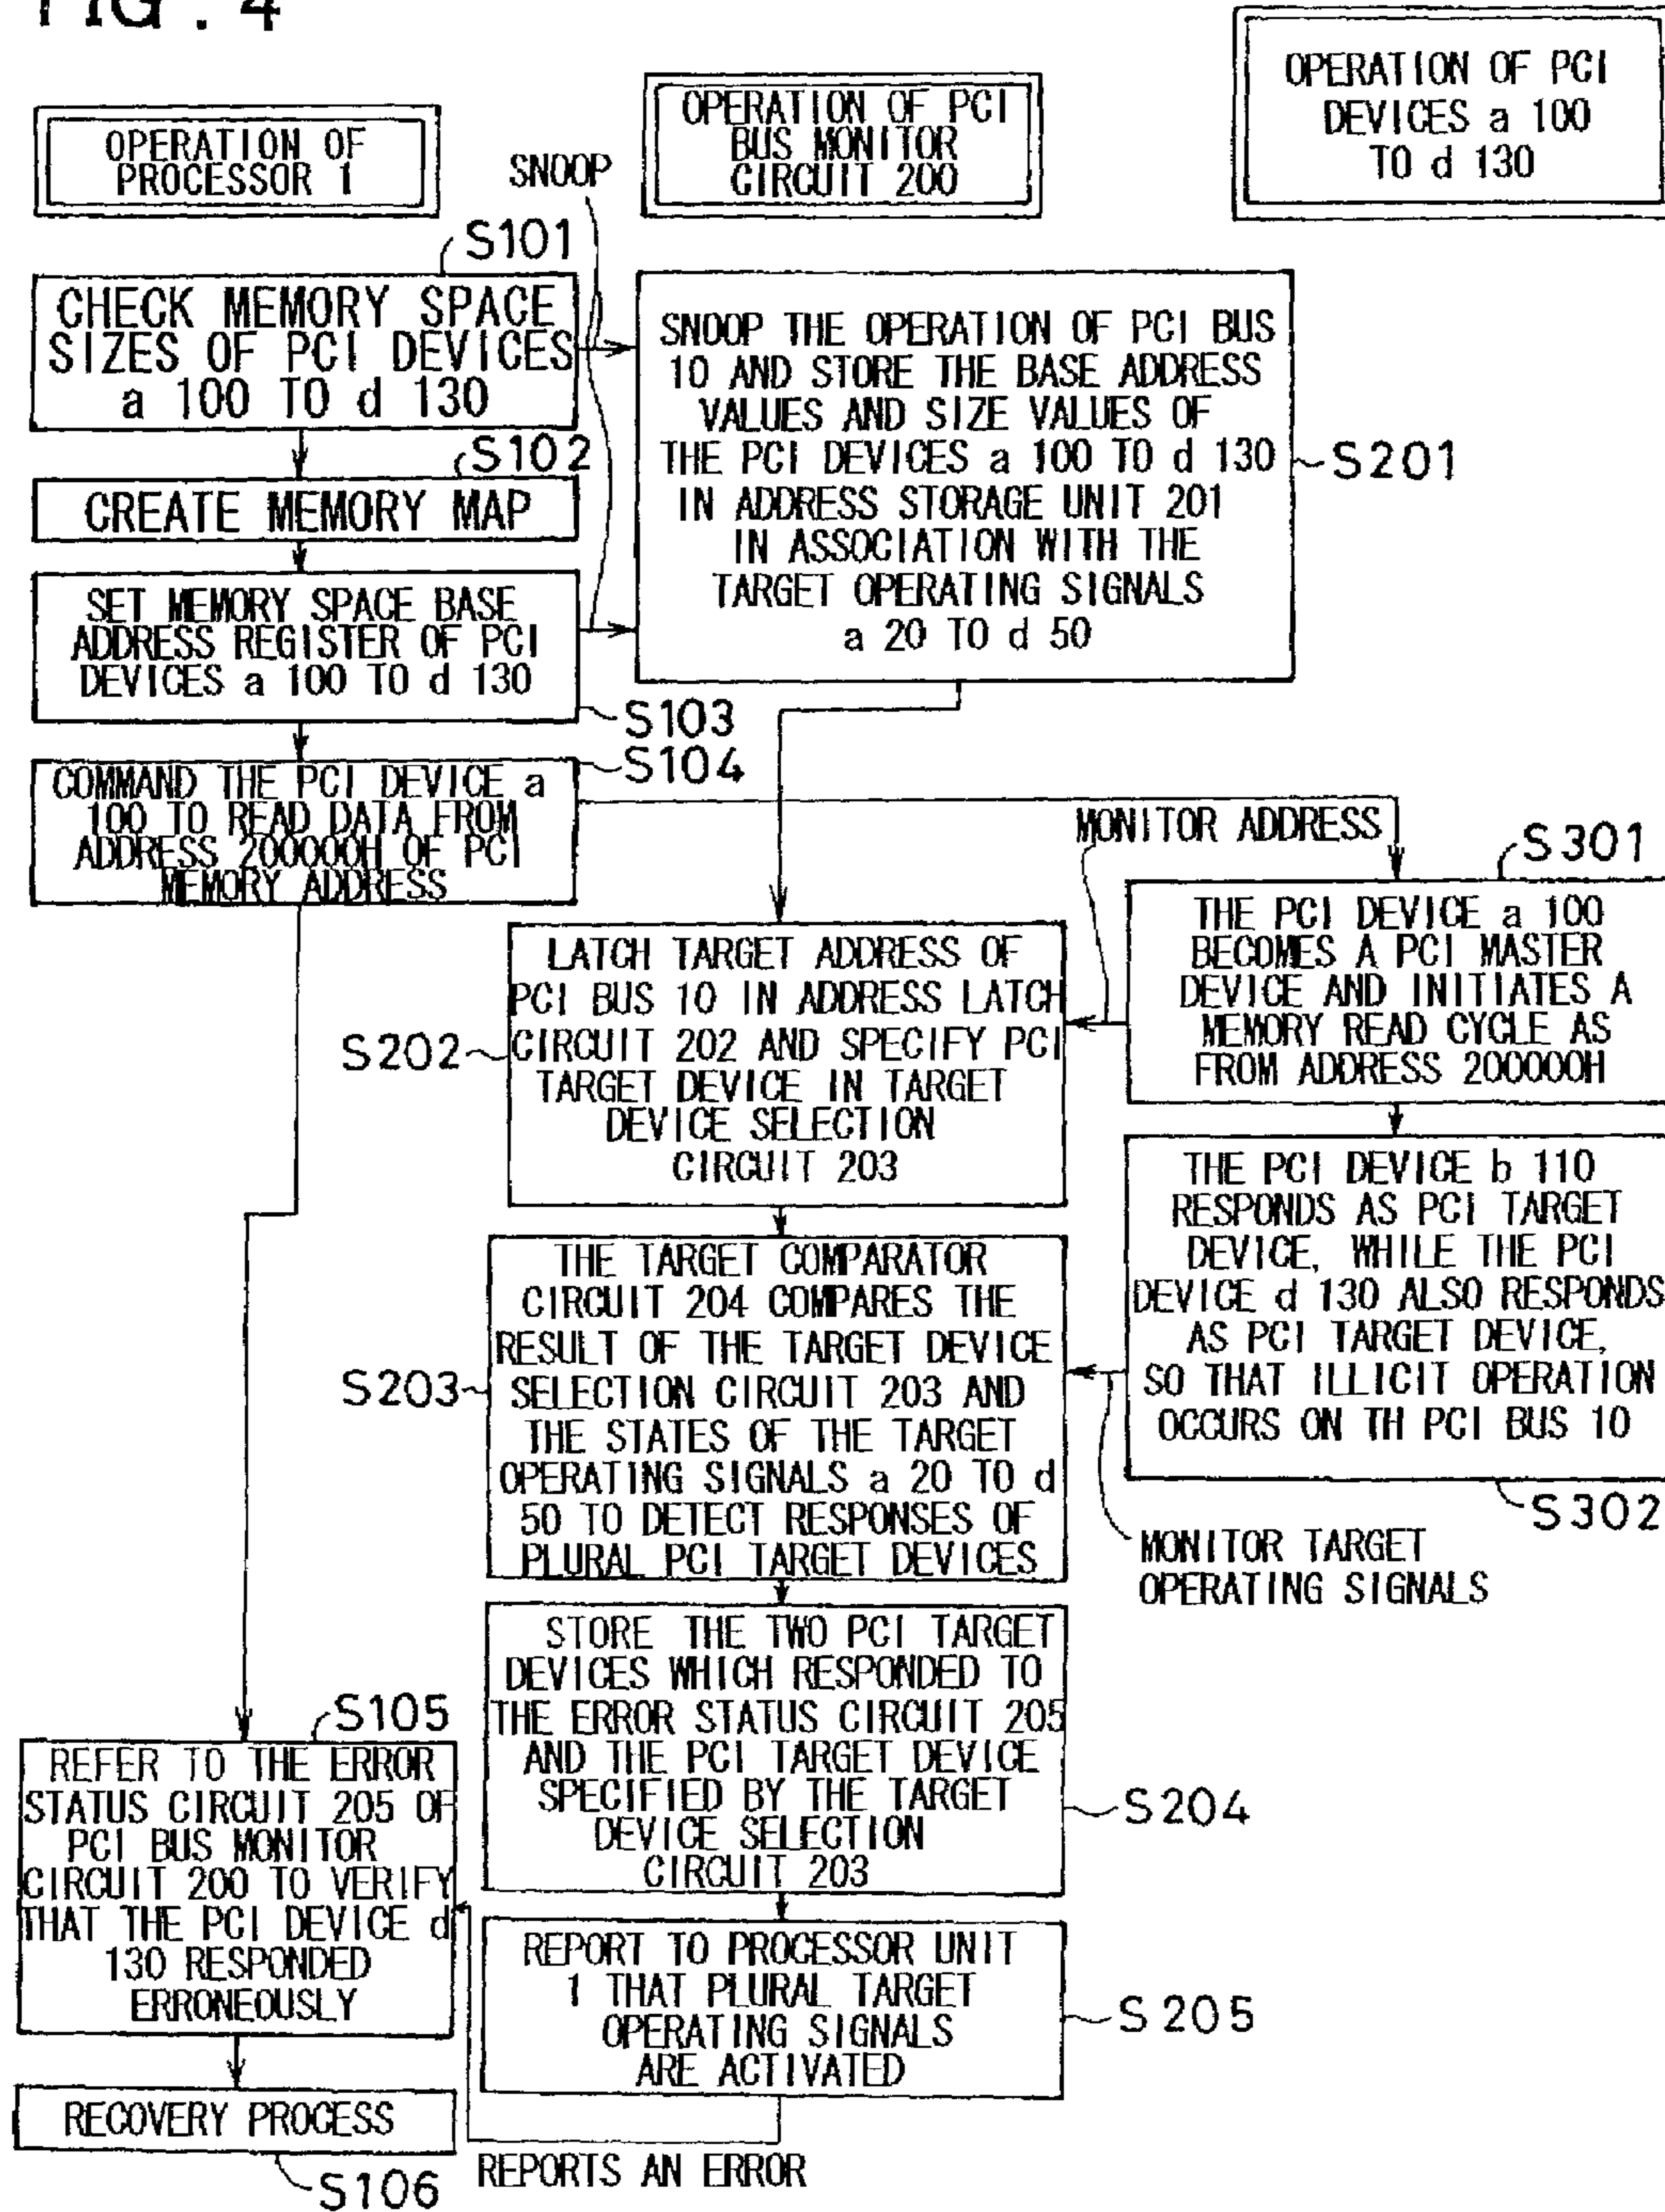 FIG. 4
OPERATION OF
PROCESSOR 1
SNOOP
OPERATION OF PCI
BUS MONITOR
CIRCUIT 200
OPERATION OF PCI
DEVICES a 100
TO d 130
S101
CHECK MEMORY SPACE
SIZES OF PCI DEVICES
a 100 TO d 130
S102
CREATE MEMORY MAP
SET MEMORY SPACE BASE
ADDRESS REGISTER OF PCI
DEVICES a 100 TO d 130
S103
S104
COMMAND THE PCI DEVICE a
100 TO READ DATA FROM
ADDRESS 200000H OF PCI
MEMORY ADDRESS
SNOOP THE OPERATION OF PCI BUS
10 AND STORE THE BASE ADDRESS
VALUES AND SIZE VALUES OF
THE PCI DEVICES a 100 TO d 130
IN ADDRESS STORAGE UNIT 201
IN ASSOCIATION WITH THE
TARGET OPERATING SIGNALS
a 20 TO d 50
S201
MONITOR ADDRESS
S301
THE PCI DEVICE a 100
BECOMES A PCI MASTER
DEVICE AND INITIATES A
MEMORY READ CYCLE AS
FROM ADDRESS 200000H
LATCH TARGET ADDRESS OF
PCI BUS 10 IN ADDRESS LATCH
CIRCUIT 202 AND SPECIFY PCI
TARGET DEVICE IN TARGET
DEVICE SELECTION
CIRCUIT 203
S202
THE PCI DEVICE b 110
RESPONDS AS PCI TARGET
DEVICE, WHILE THE PCI
DEVICE d 130 ALSO RESPONDS
AS PCI TARGET DEVICE,
SO THAT ILLICIT OPERATION
OCCURS ON TH PCI BUS 10
S302
THE TARGET COMPARATOR
CIRCUIT 204 COMPARES THE
RESULT OF THE TARGET DEVICE
SELECTION CIRCUIT 203 AND
THE STATES OF THE TARGET
OPERATING SIGNALS a 20 TO d
50 TO DETECT RESPONSES OF
PLURAL PCI TARGET DEVICES
S203
MONITOR TARGET
OPERATING SIGNALS
STORE THE TWO PCI TARGET
DEVICES WHICH RESPONDED TO
THE ERROR STATUS CIRCUIT 205
AND THE PCI TARGET DEVICE
SPECIFIED BY THE TARGET
DEVICE SELECTION
CIRCUIT 203
S204
S105
REFER TO THE ERROR
STATUS CIRCUIT 205 OF
PCI BUS MONITOR
CIRCUIT 200 TO VERIFY
THAT THE PCI DEVICE d
130 RESPONDED
ERRONEOUSLY
REPORT TO PROCESSOR UNIT
1 THAT PLURAL TARGET
OPERATING SIGNALS
ARE ACTIVATED
S205
RECOVERY PROCESS
S106
REPORTS AN ERROR